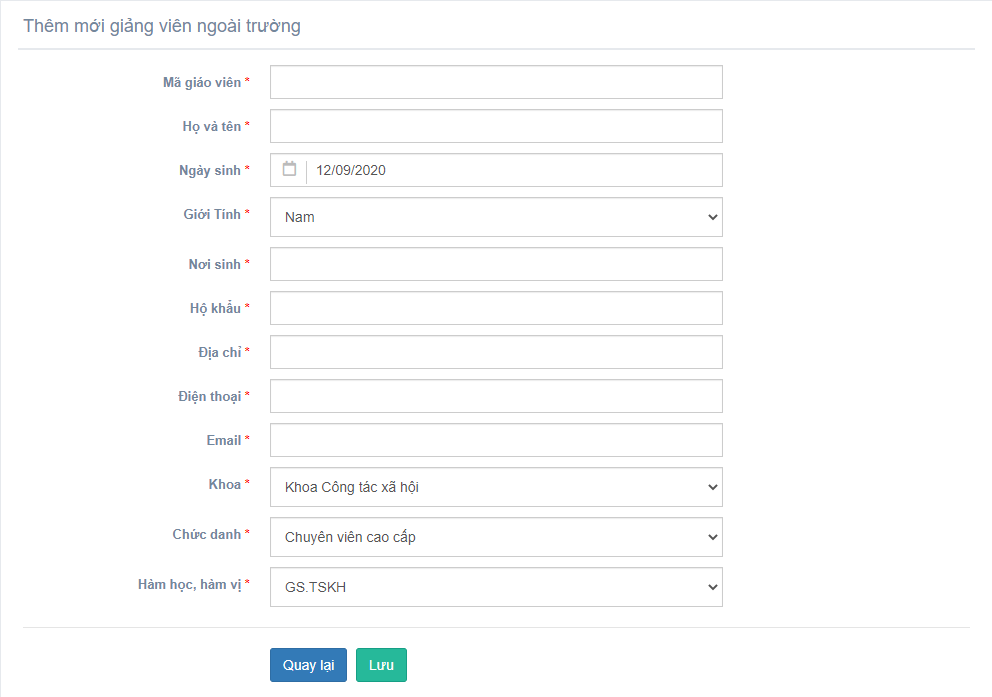 Thêm mới giảng viên ngoài trường
Mã giáo viên *
Họ và tên *
Ngày sinh * 12/09/2020
Giới Tính * Nam
Nơi sinh *
Hộ khẩu *
Địa chỉ *
Điện thoại *
Email *
Khoa * Khoa Công tác xã hội
Chức danh * Chuyên viên cao cấp
Hàm học, hàm vị * GS.TSKH
Quay lại Lưu